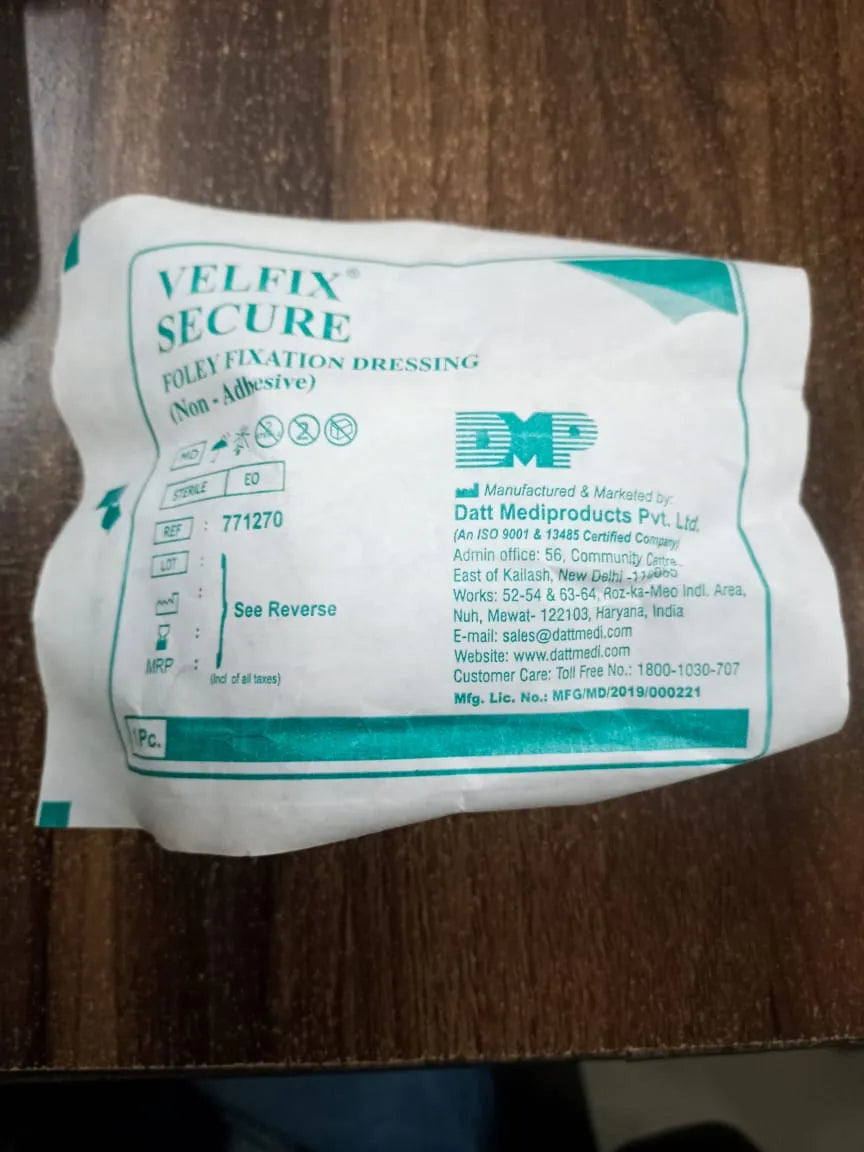 VELFIX®
SECURE
FOLEY FIXATION DRESSING
(Non - Adhesive)
MD
2
STERILE EO
REF : 771270
LOT :
:
:
MRP :
See Reverse
(Incl of all taxes)
1Pc.
DMP
Manufactured & Marketed by:
Datt Mediproducts Pvt. Ltd.
(An ISO 9001 & 13485 Certified Company)
Admin office: 56, Community Centre,
East of Kailash, New Delhi -
Works: 52-54 & 63-64, Roz-ka-Meo Indl. Area,
Nuh, Mewat- 122103, Haryana, India
E-mail: sales@dattmedi.com
Website: www.dattmedi.com
Customer Care: Toll Free No.: 1800-1030-707
Mfg. Lic. No.: MFG/MD/2019/000221